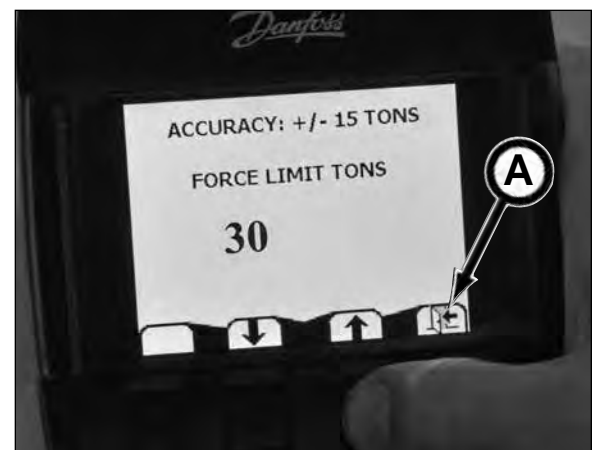 Danfoss
ACCURACY: +/- 15 TONS
FORCE LIMIT TONS
A
30